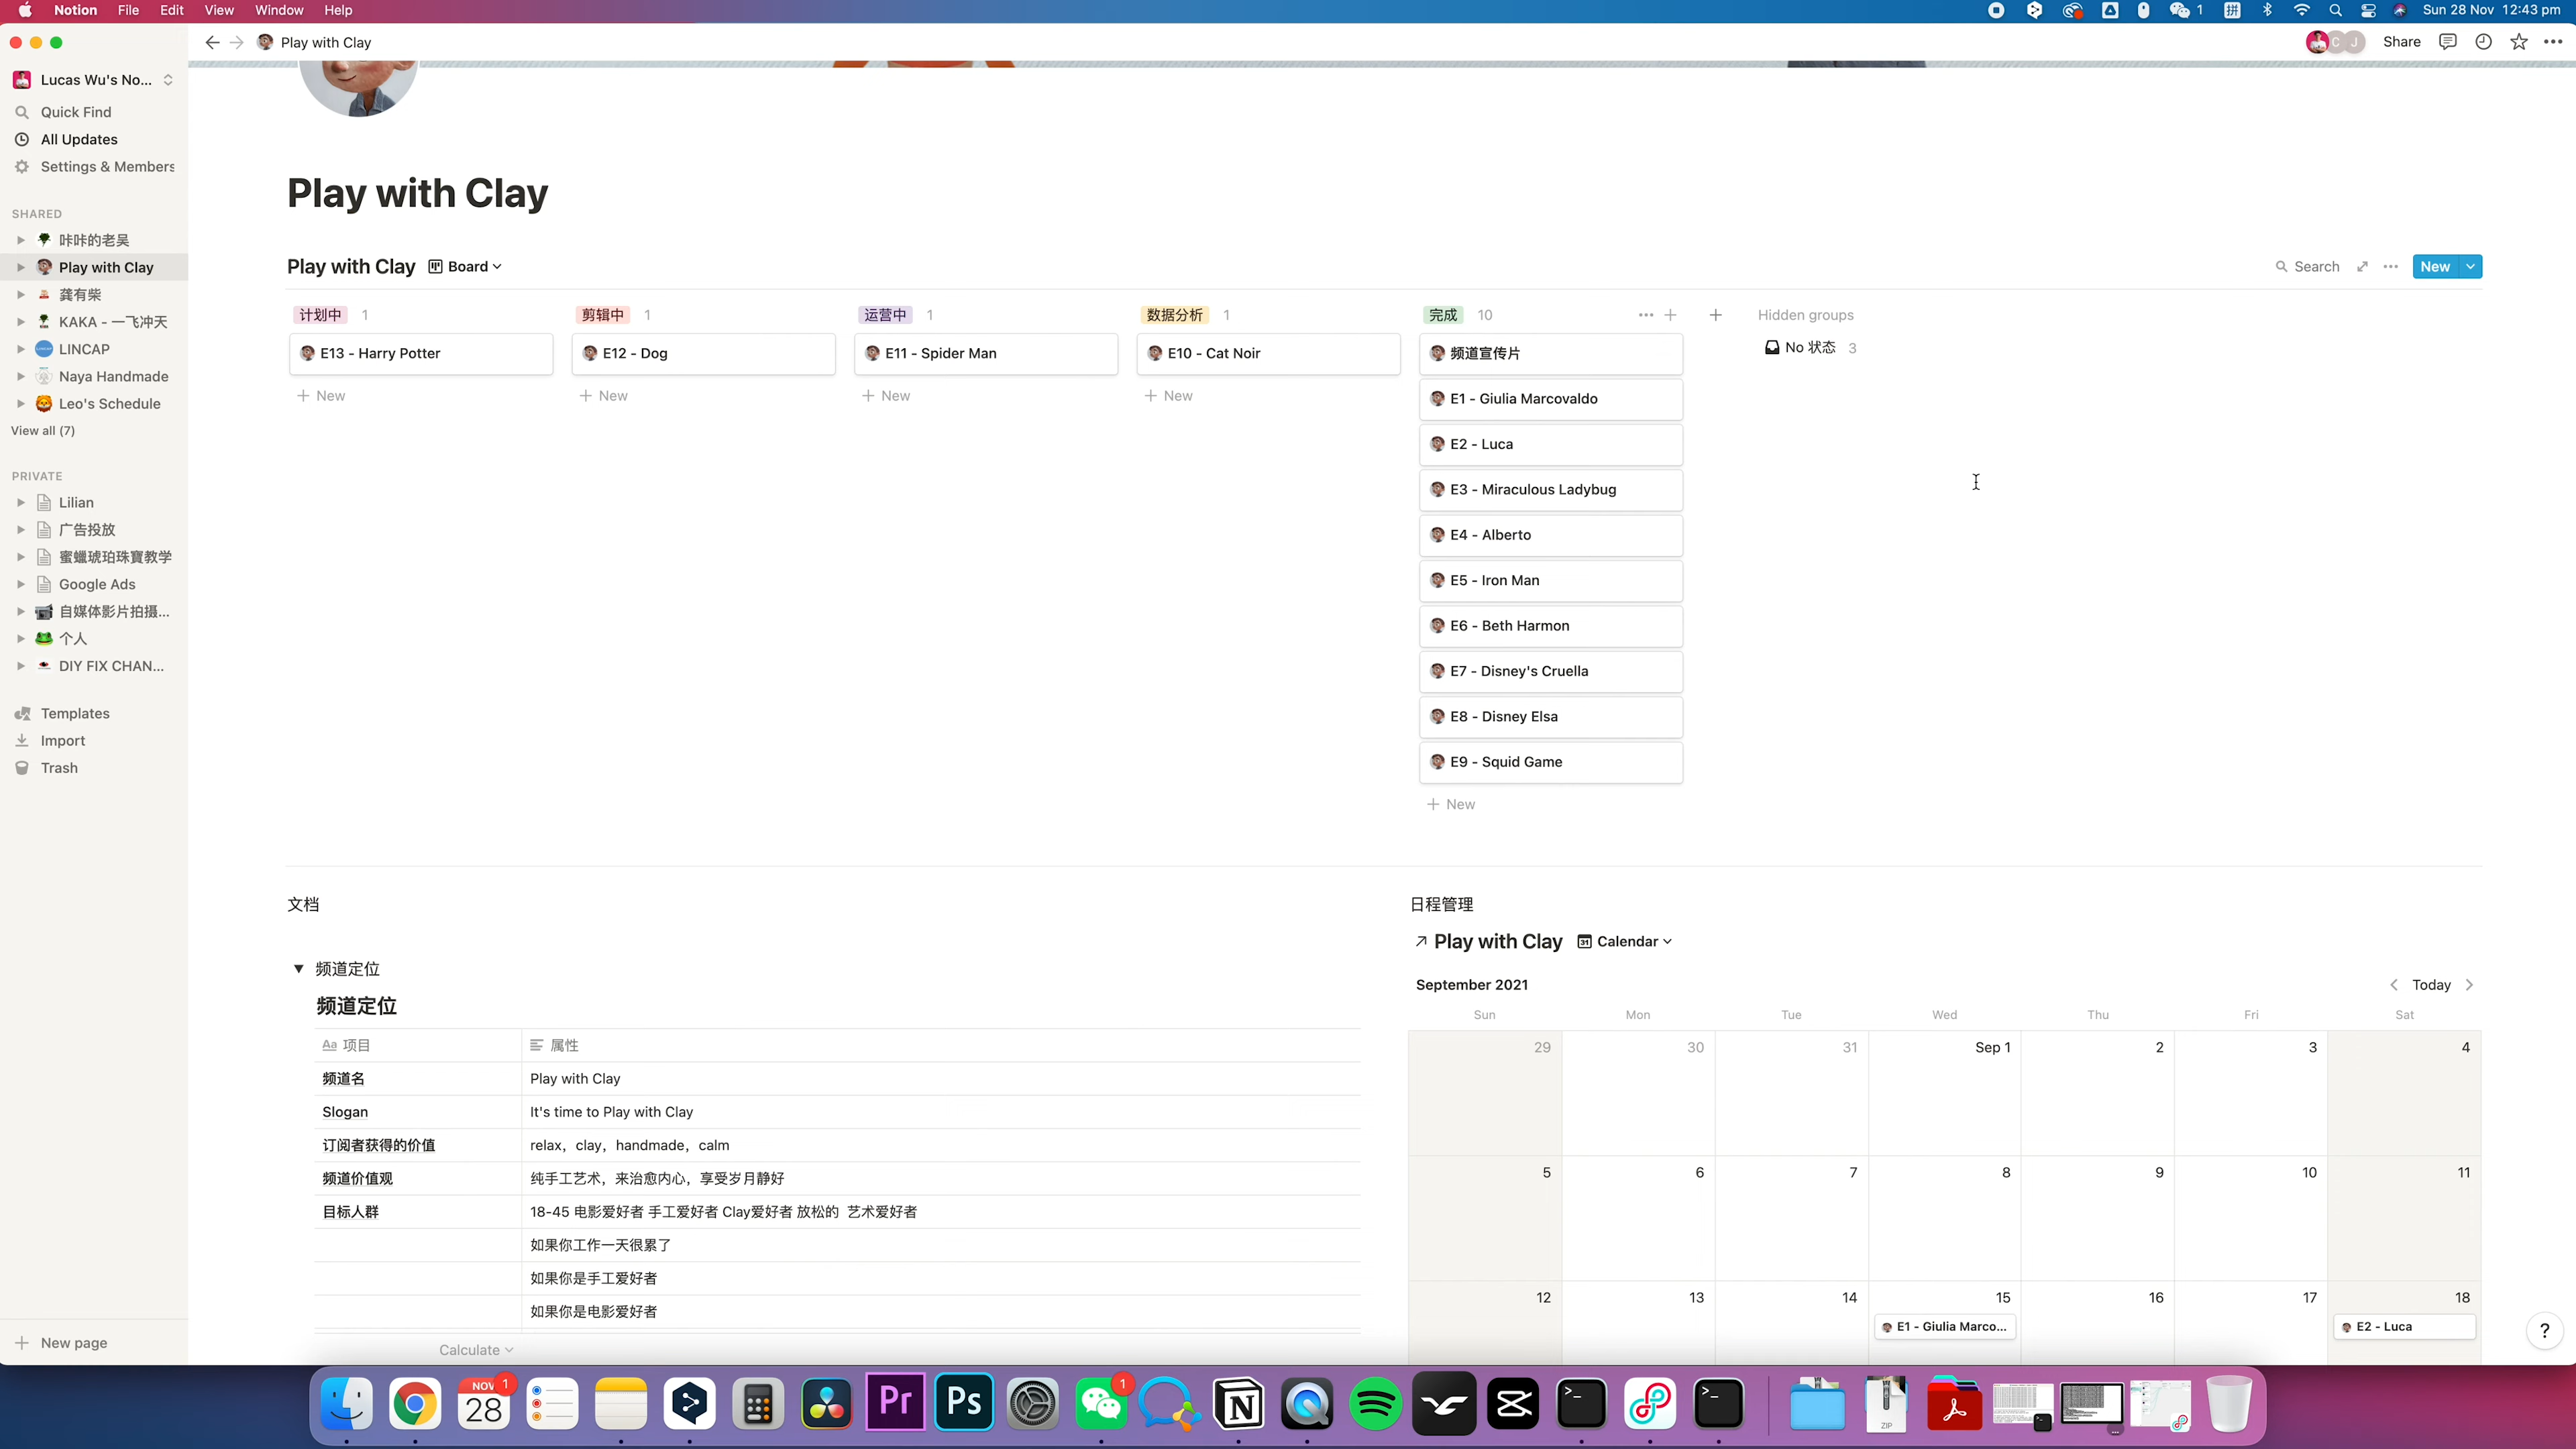 Notion File Edit View Window Help
1 拼 Sun 28 Nov 12:43 pm
Play with Clay
C J Share
Lucas Wu's No...
Quick Find
All Updates
Settings & Members
SHARED
咔咔的老吴
Play with Clay
龚有柴
KAKA - 一飞冲天
LINCAP
Naya Handmade
Leo's Schedule
View all (7)
PRIVATE
Lilian
广告投放
蜜蠟琥珀珠寶教学
Google Ads
自媒体影片拍摄...
个人
DIY FIX CHAN...
Templates
Import
Trash
New page
Play with Clay
Play with Clay Board
Search New
计划中 1
E13 - Harry Potter
New
剪辑中 1
E12 - Dog
New
运营中 1
E11 - Spider Man
New
数据分析 1
E10 - Cat Noir
New
完成 10
频道宣传片
E1 - Giulia Marcovaldo
E2 - Luca
E3 - Miraculous Ladybug
E4 - Alberto
E5 - Iron Man
E6 - Beth Harmon
E7 - Disney's Cruella
E8 - Disney Elsa
E9 - Squid Game
New
Hidden groups
No 状态 3
文档
频道定位
频道定位
Aa 项目 属性
频道名 Play with Clay
Slogan It's time to Play with Clay
订阅者获得的价值 relax，clay，handmade，calm
频道价值观 纯手工艺术，来治愈内心，享受岁月静好
目标人群 18-45 电影爱好者 手工爱好者 Clay爱好者 放松的 艺术爱好者
如果你工作一天很累了
如果你是手工爱好者
如果你是电影爱好者
Calculate
日程管理
Play with Clay 31 Calendar
September 2021 Today
Sun Mon Tue Wed Thu Fri Sat
29 30 31 Sep 1 2 3 4
5 6 7 8 9 10 11
12 13 14 15 16 17 18
E1 - Giulia Marco... E2 - Luca
?
NOV 1
28
Pr
Ps
1
N
>_
>_
ZIP